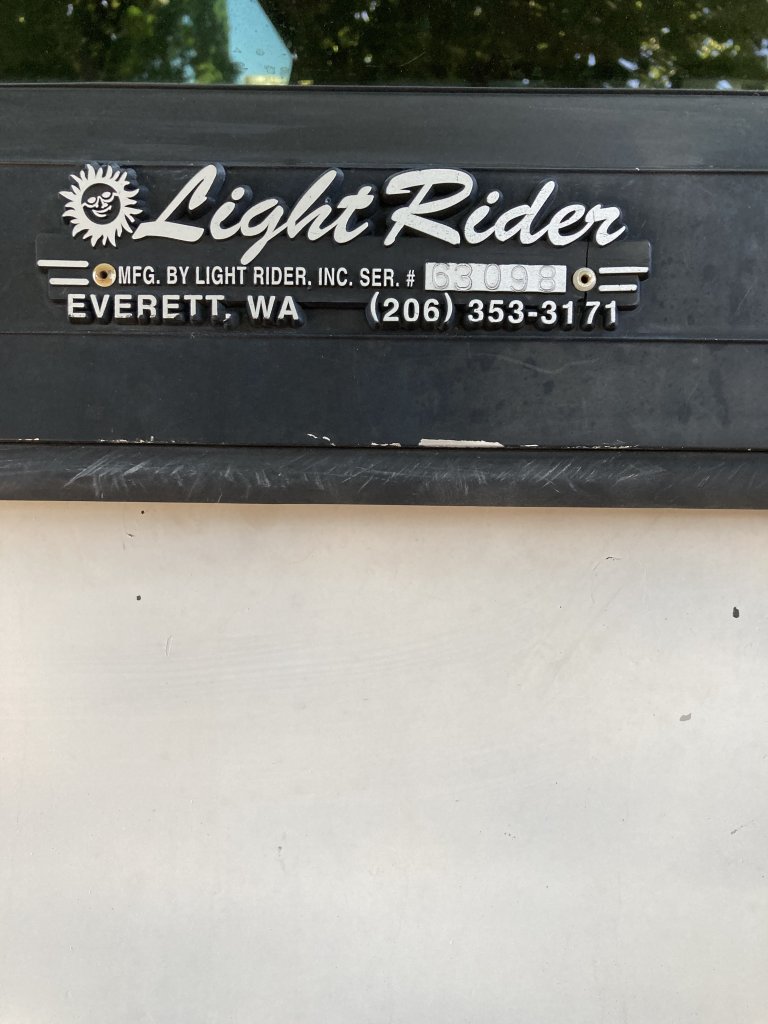 Light Rider
MFG. BY LIGHT RIDER, INC. SER. # 63098
EVERETT, WA (206) 353-3171